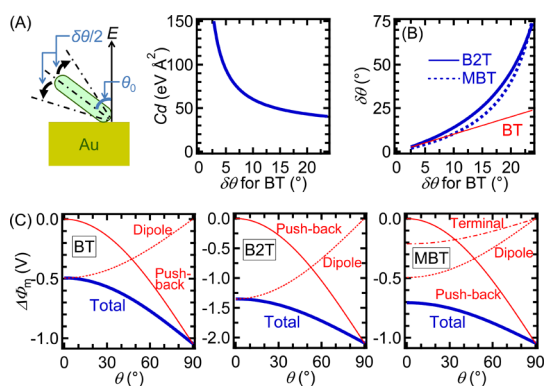 (A)
δθ/2
E
θ0
Au
150
100
50
0
Cd (eV Å²)
0 5 10 15 20
δθ for BT (°)
(B)
75
50
25
0
δθ (°)
B2T
MBT
BT
0 5 10 15 20
δθ for BT (°)
(C)
0.0
-0.5
-1.0
ΔΦm (V)
BT
Dipole
Push-
back
Total
0 30 60 90
θ (°)
0.0
-0.5
-1.0
-1.5
-2.0
Push-back
B2T
Dipole
Total
0 30 60 90
θ (°)
0.0
-0.5
-1.0
Terminal
MBT
Dipole
Push-back
Total
0 30 60 90
θ (°)